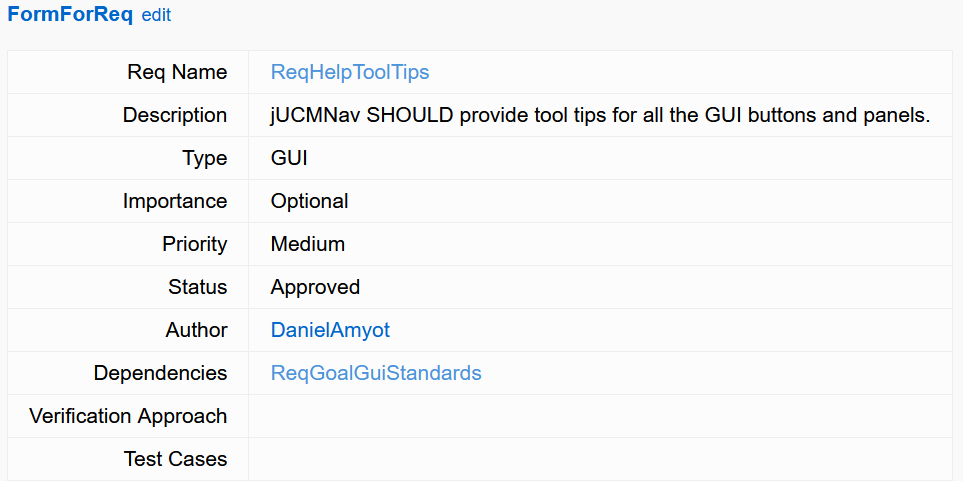 FormForReq edit
Req Name ReqHelpToolTips
Description jUCMNav SHOULD provide tool tips for all the GUI buttons and panels.
Type GUI
Importance Optional
Priority Medium
Status Approved
Author DanielAmyot
Dependencies ReqGoalGuiStandards
Verification Approach
Test Cases